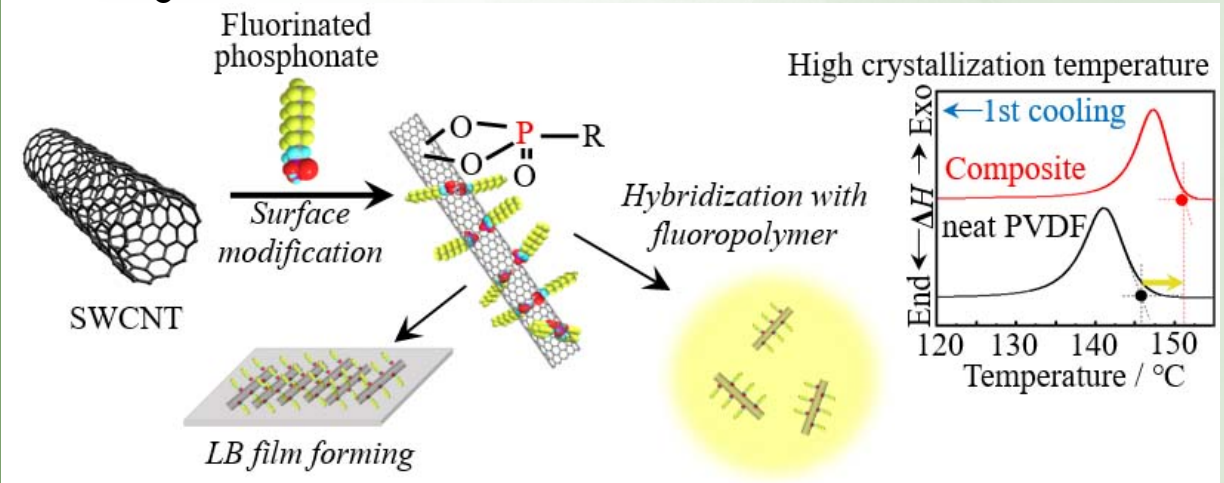 Fluorinated
phosphonate
SWCNT
Surface
modification
O
P
R
O
O
Hybridization with
fluoropolymer
LB film forming
High crystallization temperature
End ← ΔH → Exo
←1st cooling
Composite
neat PVDF
120 130 140 150
Temperature / °C